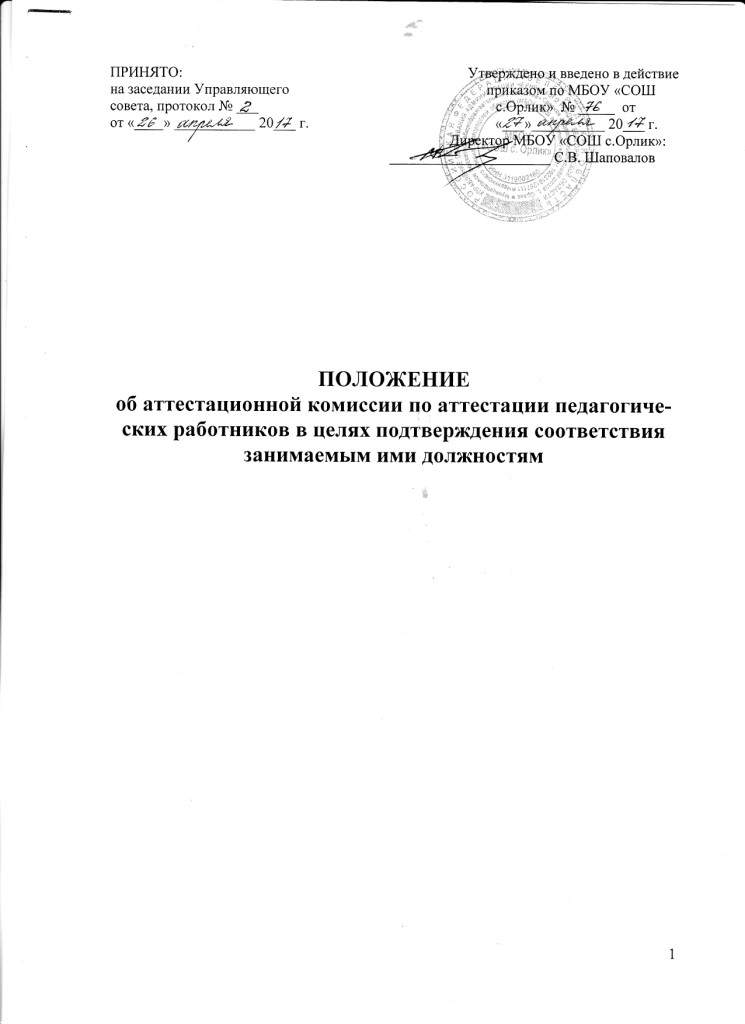 ПРИНЯТО:
на заседании Управляющего
совета, протокол № 2
от «26» апреля 2017 г.
Утверждено и введено в действие
приказом по МБОУ «СОШ
с.Орлик» № 76 от
«27» апреля 2017 г.
Директор МБОУ «СОШ с.Орлик»:
С.В. Шаповалов
ПОЛОЖЕНИЕ
об аттестационной комиссии по аттестации педагогиче-
ских работников в целях подтверждения соответствия
занимаемым ими должностям
1